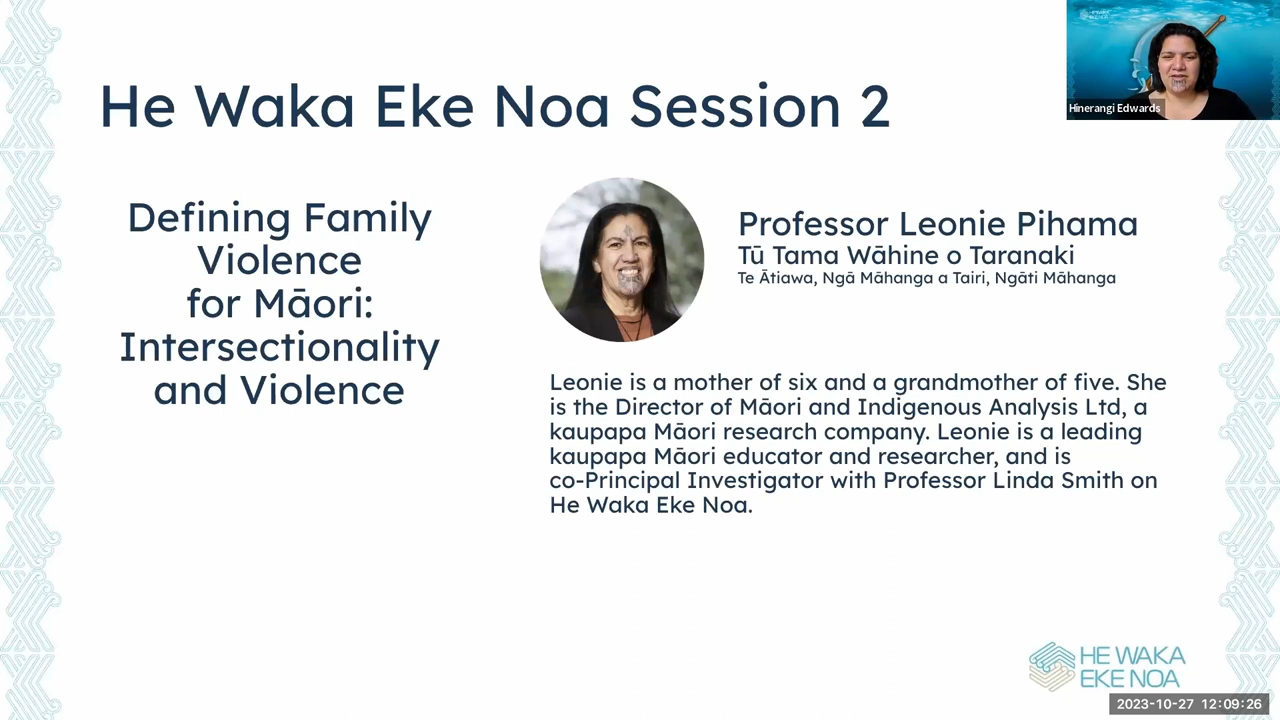 He Waka Eke Noa Session 2
Hinerangi Edwards
Defining Family
Violence
for Māori:
Intersectionality
and Violence
Professor Leonie Pihama
Tū Tama Wāhine o Taranaki
Te Ātiawa, Ngā Māhanga a Tairi, Ngāti Māhanga
Leonie is a mother of six and a grandmother of five. She
is the Director of Māori and Indigenous Analysis Ltd, a
kaupapa Māori research company. Leonie is a leading
kaupapa Māori educator and researcher, and is
co-Principal Investigator with Professor Linda Smith on
He Waka Eke Noa.
HE WAKA
EKE NOA
2023-10-27 12:09:26
HE WAKA
EKE NOA